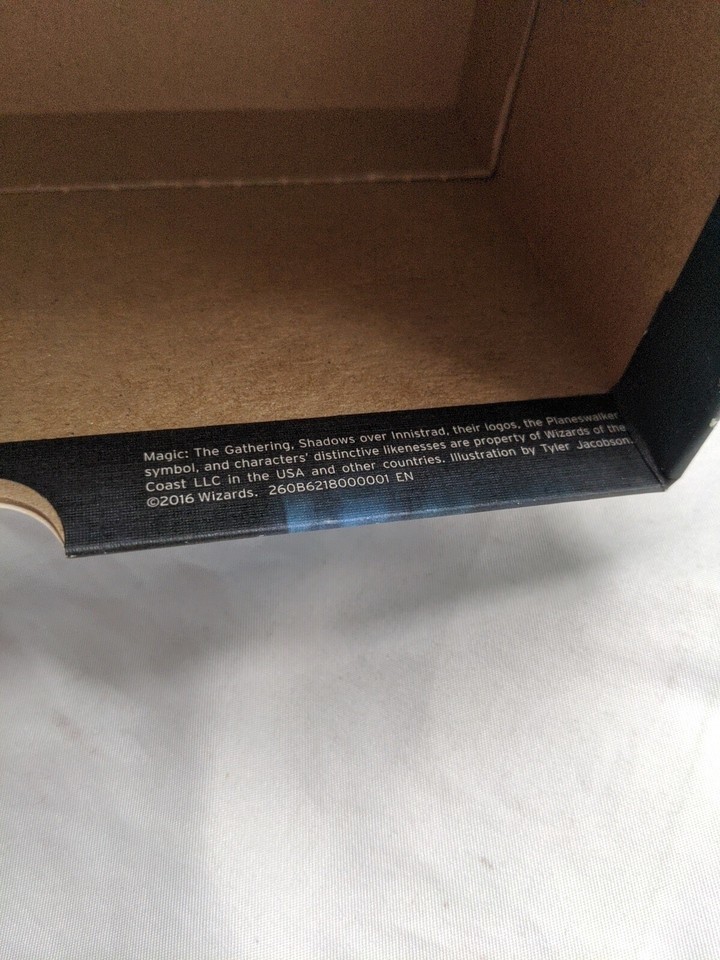 Magic: The Gathering, Shadows over Innistrad, their logos, the Planeswalker
symbol, and characters' distinctive likenesses are property of Wizards of the
Coast LLC in the USA and other countries. Illustration by Tyler Jacobson.
©2016 Wizards. 260B6218000001 EN